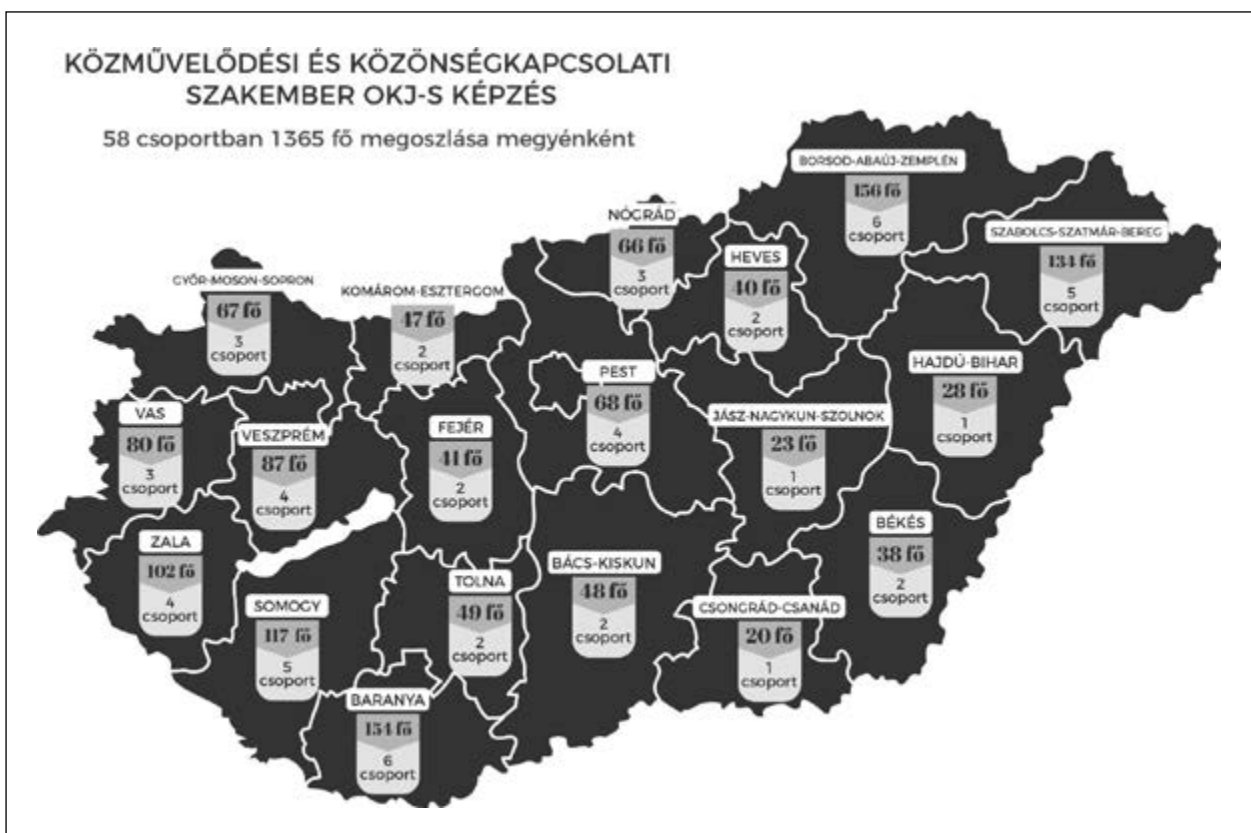 KÖZMŰVELŐDÉSI ÉS KÖZÖNSÉGKAPCSOLATI
SZAKEMBER OKJ-S KÉPZÉS
58 csoportban 1365 fő megoszlása megyénként
BORSOD-ABAÚJ-ZEMPLÉN
156 fő
6
csoport
SZABOLCS-SZATMÁR-BEREG
134 fő
5
csoport
NÓGRÁD
66 fő
3
csoport
HEVES
40 fő
2
csoport
GYŐR-MOSON-SOPRON
67 fő
3
csoport
KOMÁROM-ESZTERGOM
47 fő
2
csoport
HAJDÚ-BIHAR
28 fő
1
csoport
PEST
68 fő
4
csoport
JÁSZ-NAGYKUN-SZOLNOK
23 fő
1
csoport
VAS
80 fő
3
csoport
VESZPRÉM
87 fő
4
csoport
FEJÉR
41 fő
2
csoport
BÉKÉS
38 fő
2
csoport
ZALA
102 fő
4
csoport
BÁCS-KISKUN
48 fő
2
csoport
TOLNA
49 fő
2
csoport
SOMOGY
117 fő
5
csoport
CSONGRÁD-CSANÁD
20 fő
1
csoport
BARANYA
154 fő
6
csoport